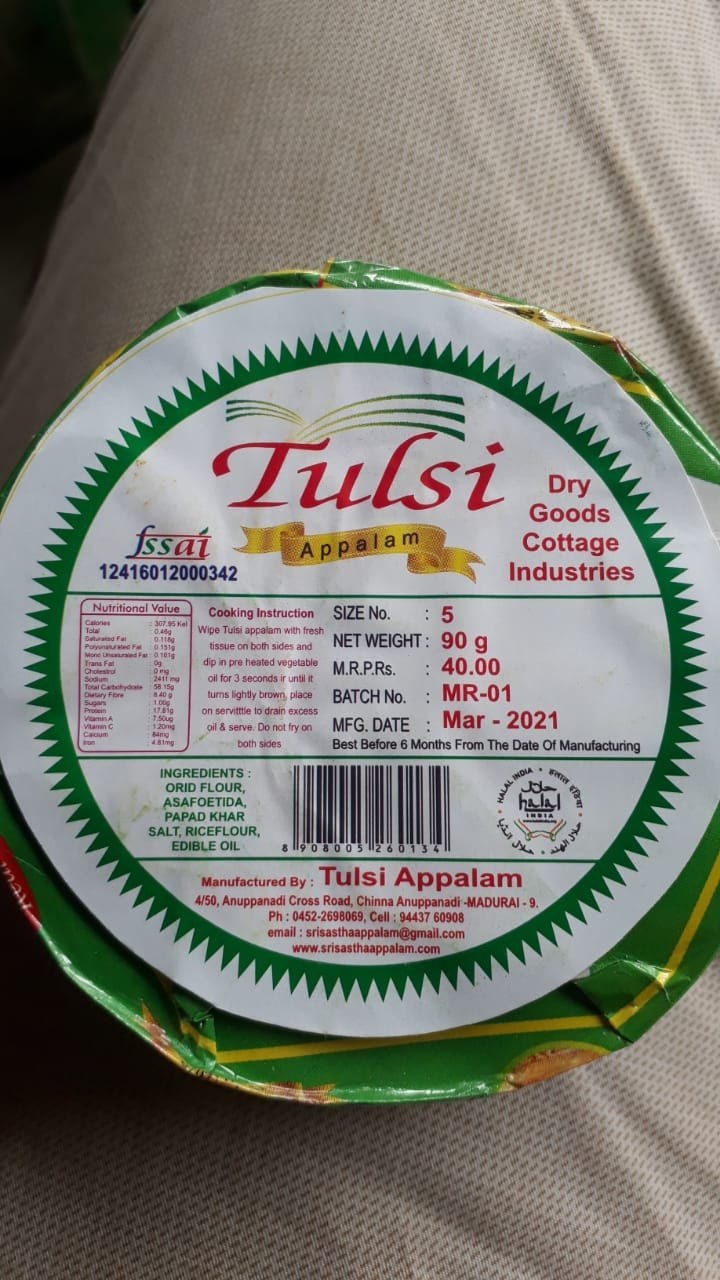 Tulsi
Appalam
Dry
Goods
Cottage
Industries
fssai
12416012000342
Nutritional Value
Calories : 307.95 Kel
Total : 0.46g
Saturated Fat : 0.118g
Polyunsaturated Fat : 0.151g
Mono Unsaturated Fat : 0.161g
Trans Fat : 0g
Cholestrol : 0 mg
Sodium : 2411 mg
Total Carbohydrate : 58.15g
Dietary Fibre : 8.40 g
Sugars : 1.00g
Protein : 17.81g
Vitamin A : 7.50ug
Vitamin C : 1.20mg
Calcium : 84mg
Iron : 4.81mg
Cooking Instruction
Wipe Tulsi appalam with fresh
tissue on both sides and
dip in pre heated vegetable
oil for 3 seconds ir until it
turns lightly brown, place
on servitttle to drain excess
oil & serve. Do not fry on
both sides
SIZE No. : 5
NET WEIGHT : 90 g
M.R.P.Rs. : 40.00
BATCH No. : MR-01
MFG. DATE : Mar - 2021
Best Before 6 Months From The Date Of Manufacturing
INGREDIENTS :
ORID FLOUR,
ASAFOETIDA,
PAPAD KHAR
SALT, RICEFLOUR,
EDIBLE OIL
8 908005 260134
HALAL INDIA • हलाल इंडिया • حلال الهند • حلال انڈیا
حلال
halal
INDIA
Manufactured By : Tulsi Appalam
4/50, Anuppanadi Cross Road, Chinna Anuppanadi -MADURAI - 9.
Ph : 0452-2698069, Cell : 94437 60908
email : srisasthaappalam@gmail.com
www.srisasthaappalam.com